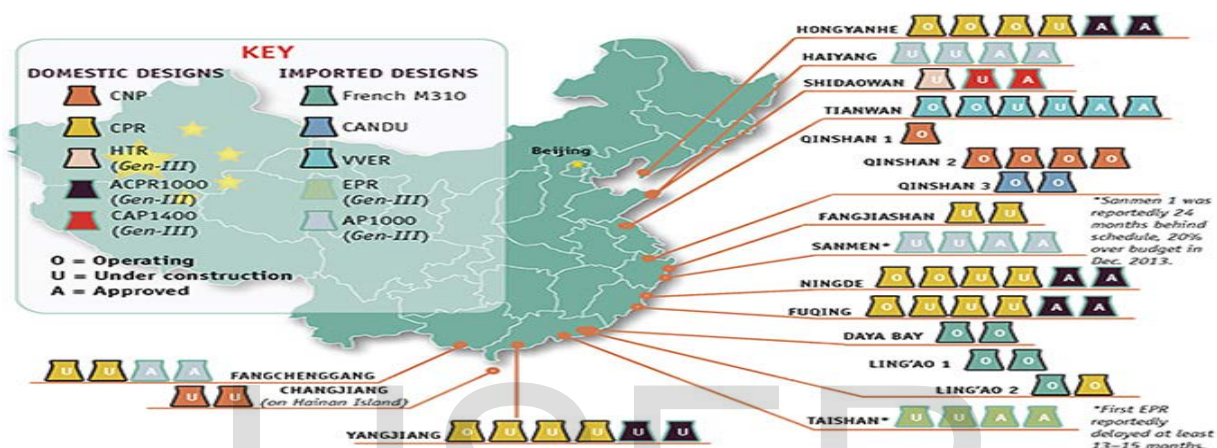 KEY
DOMESTIC DESIGNS
CNP
CPR
HTR
(Gen-III)
ACPR1000
(Gen-III)
CAP1400
(Gen-III)
IMPORTED DESIGNS
French M310
CANDU
VVER
EPR
(Gen-III)
AP1000
(Gen-III)
O = Operating
U = Under construction
A = Approved
Beijing
HONGYANHE O O O U A A
HAIYANG U U A A
SHIDAOWAN U U A
TIANWAN O O U U A A
QINSHAN 1 O
QINSHAN 2 O O O O
QINSHAN 3 O O
FANGJIASHAN U U
SANMEN* U U A A
*Sanmen 1 was
reportedly 24
months behind
schedule, 20%
over budget in
Dec. 2013.
NINGDE O O U U A A
FUQING O U U U A A
DAYA BAY O O
LING'AO 1 O O
LING'AO 2 O O
TAISHAN* U U A A
*First EPR
reportedly
delayed at least
13–15 months.
U U A A FANGCHENGGANG
U U CHANGJIANG
(on Hainan Island)
YANGJIANG O U U U U U